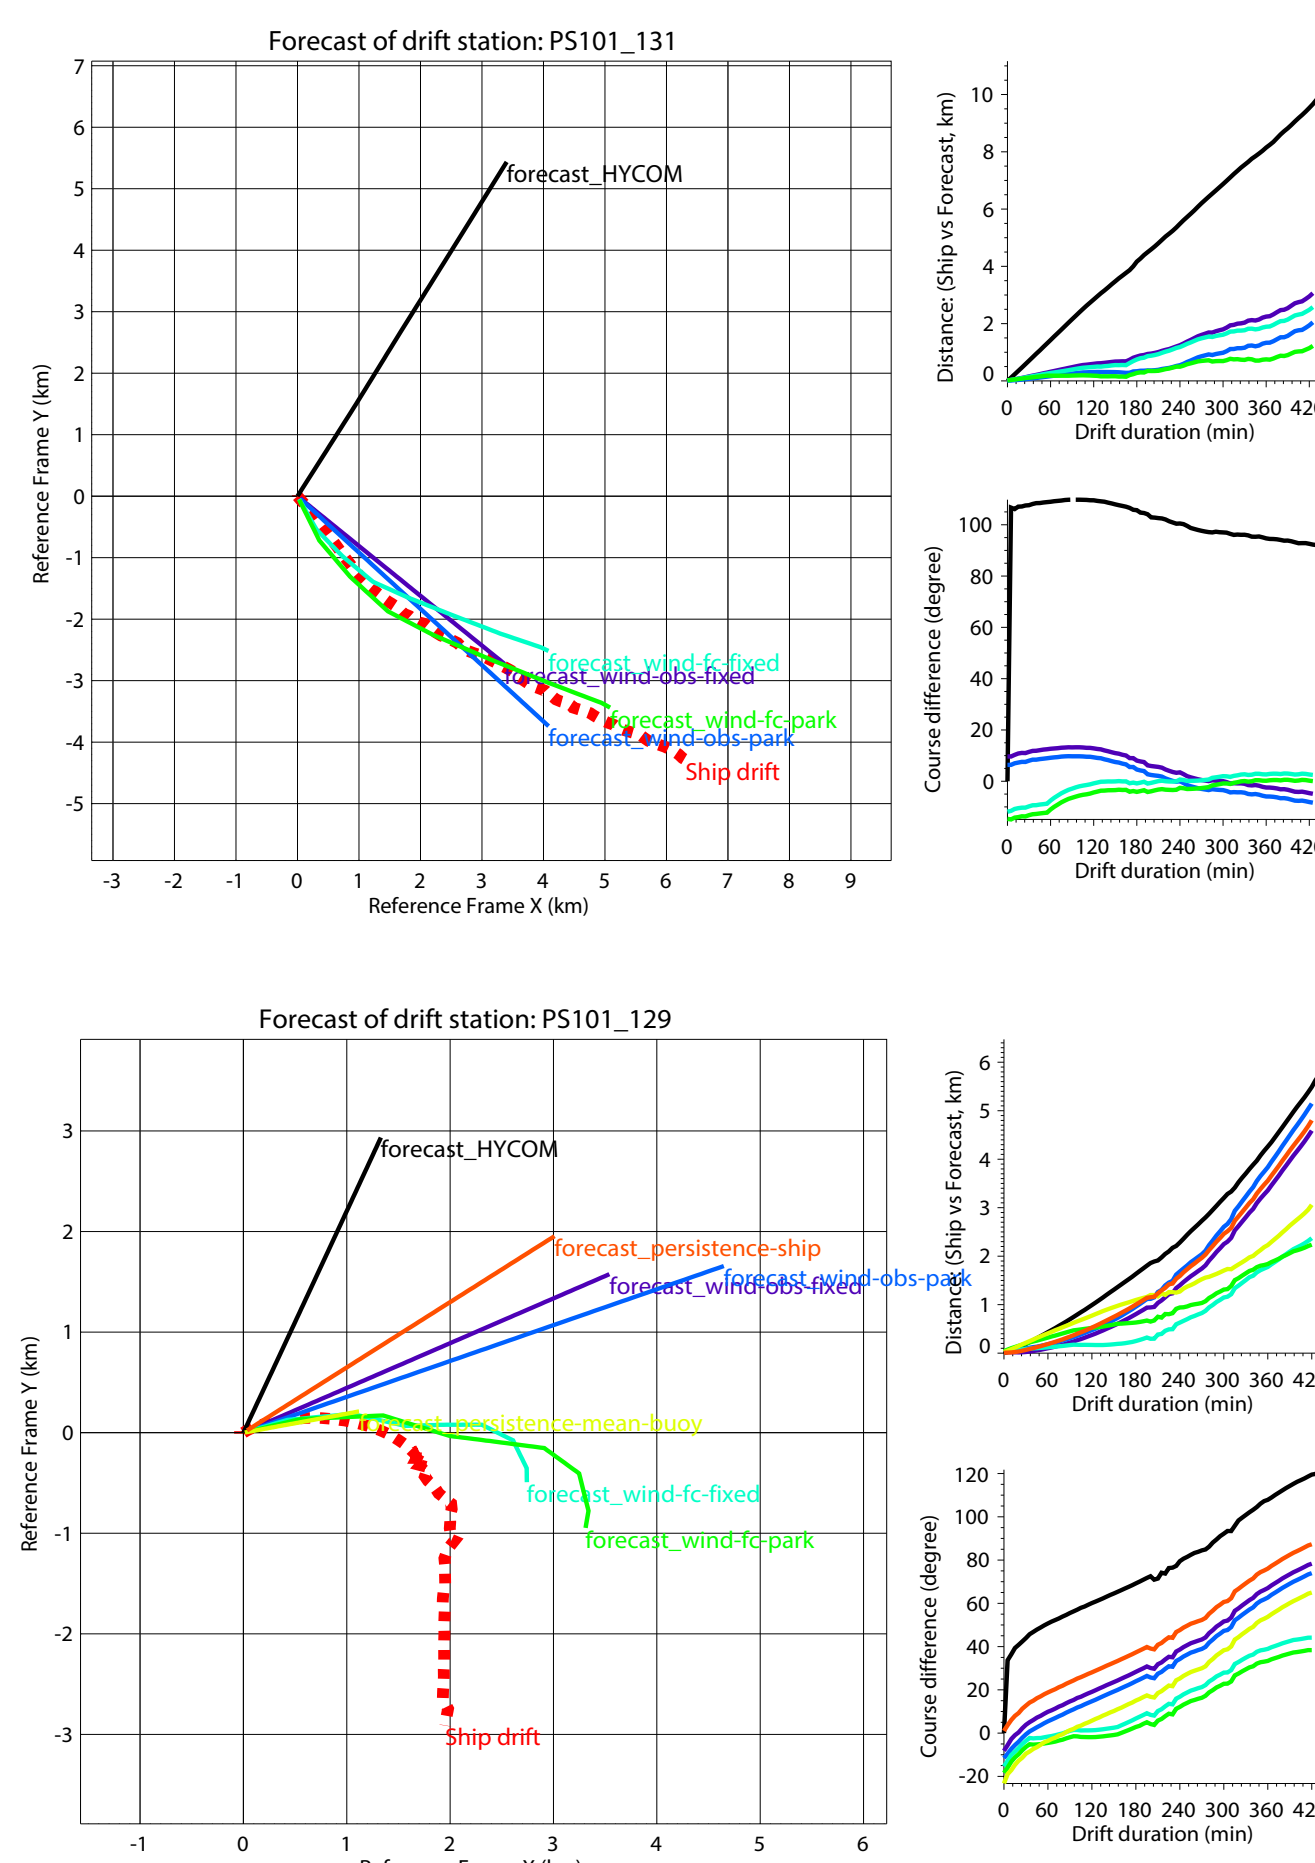 Forecast of drift station: PS101_131
7
6
5
4
3
2
1
0
-1
-2
-3
-4
-5
Reference Frame Y (km)
forecast_HYCOM
forecast_wind-fc-fixed
forecast_wind-obs-fixed
forecast_wind-fc-park
forecast_wind-obs-park
Ship drift
-3 -2 -1 0 1 2 3 4 5 6 7 8 9
Reference Frame X (km)
Distance: (Ship vs Forecast, km)
10
8
6
4
2
0
0 60 120 180 240 300 360
Drift duration (min)
Course difference (degree)
100
80
60
40
20
0
0 60 120 180 240 300 360
Drift duration (min)
Forecast of drift station: PS101_129
3
2
1
0
-1
-2
-3
Reference Frame Y (km)
forecast_HYCOM
forecast_persistence-ship
forecast_wind-obs-park
forecast_wind-obs-fixed
forecast_persistence-mean-buoy
forecast_wind-fc-fixed
forecast_wind-fc-park
Ship drift
-1 0 1 2 3 4 5 6
Reference Frame X (km)
Distance: (Ship vs Forecast, km)
6
5
4
3
2
1
0
0 60 120 180 240 300 360
Drift duration (min)
Course difference (degree)
120
100
80
60
40
20
0
-20
0 60 120 180 240 300 360
Drift duration (min)